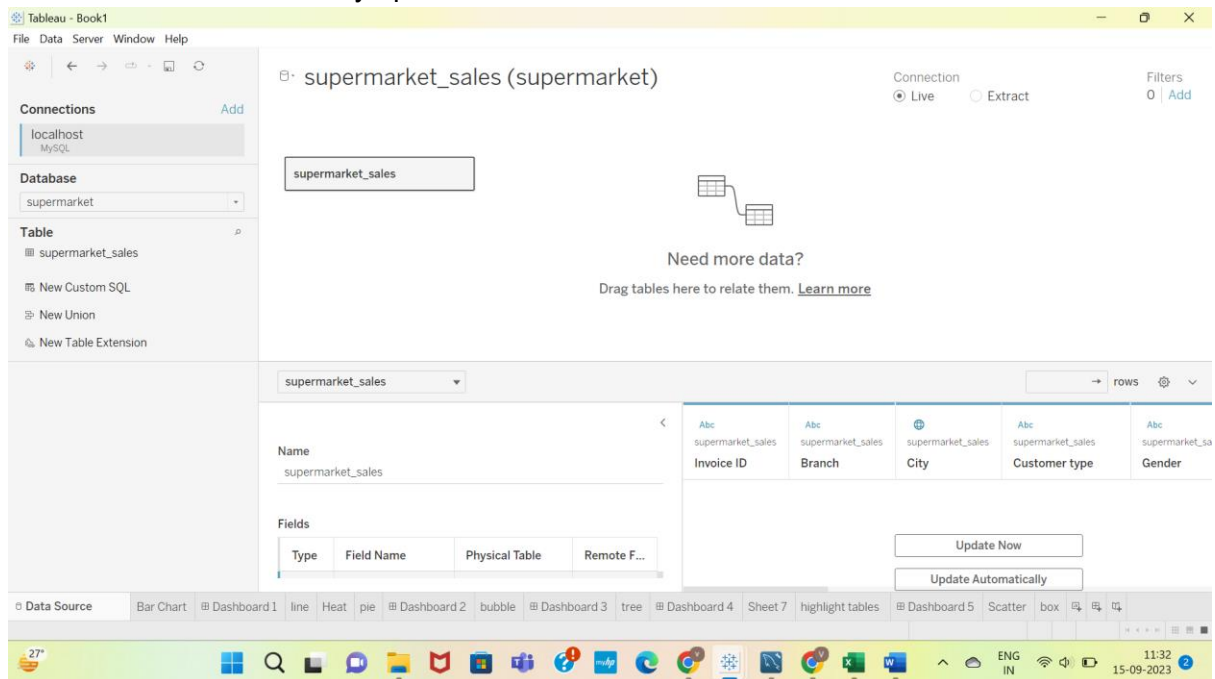 Tableau - Book1
File Data Server Window Help
supermarket_sales (supermarket)
Connection
Live
Extract
Filters
0 Add
Connections
Add
localhost
MySQL
Database
supermarket
Table
supermarket_sales
New Custom SQL
New Union
New Table Extension
supermarket_sales
Need more data?
Drag tables here to relate them. Learn more
supermarket_sales
rows
Name
supermarket_sales
Fields
Type Field Name Physical Table Remote F...
Abc Abc Abc Abc
supermarket_sales supermarket_sales supermarket_sales supermarket_sales supermarket_sa
Invoice ID Branch City Customer type Gender
Update Now
Update Automatically
Data Source Bar Chart Dashboard 1 line Heat pie Dashboard 2 bubble Dashboard 3 tree Dashboard 4 Sheet 7 highlight tables Dashboard 5 Scatter box
27°
myhp
ENG
IN
11:32
15-09-2023
2